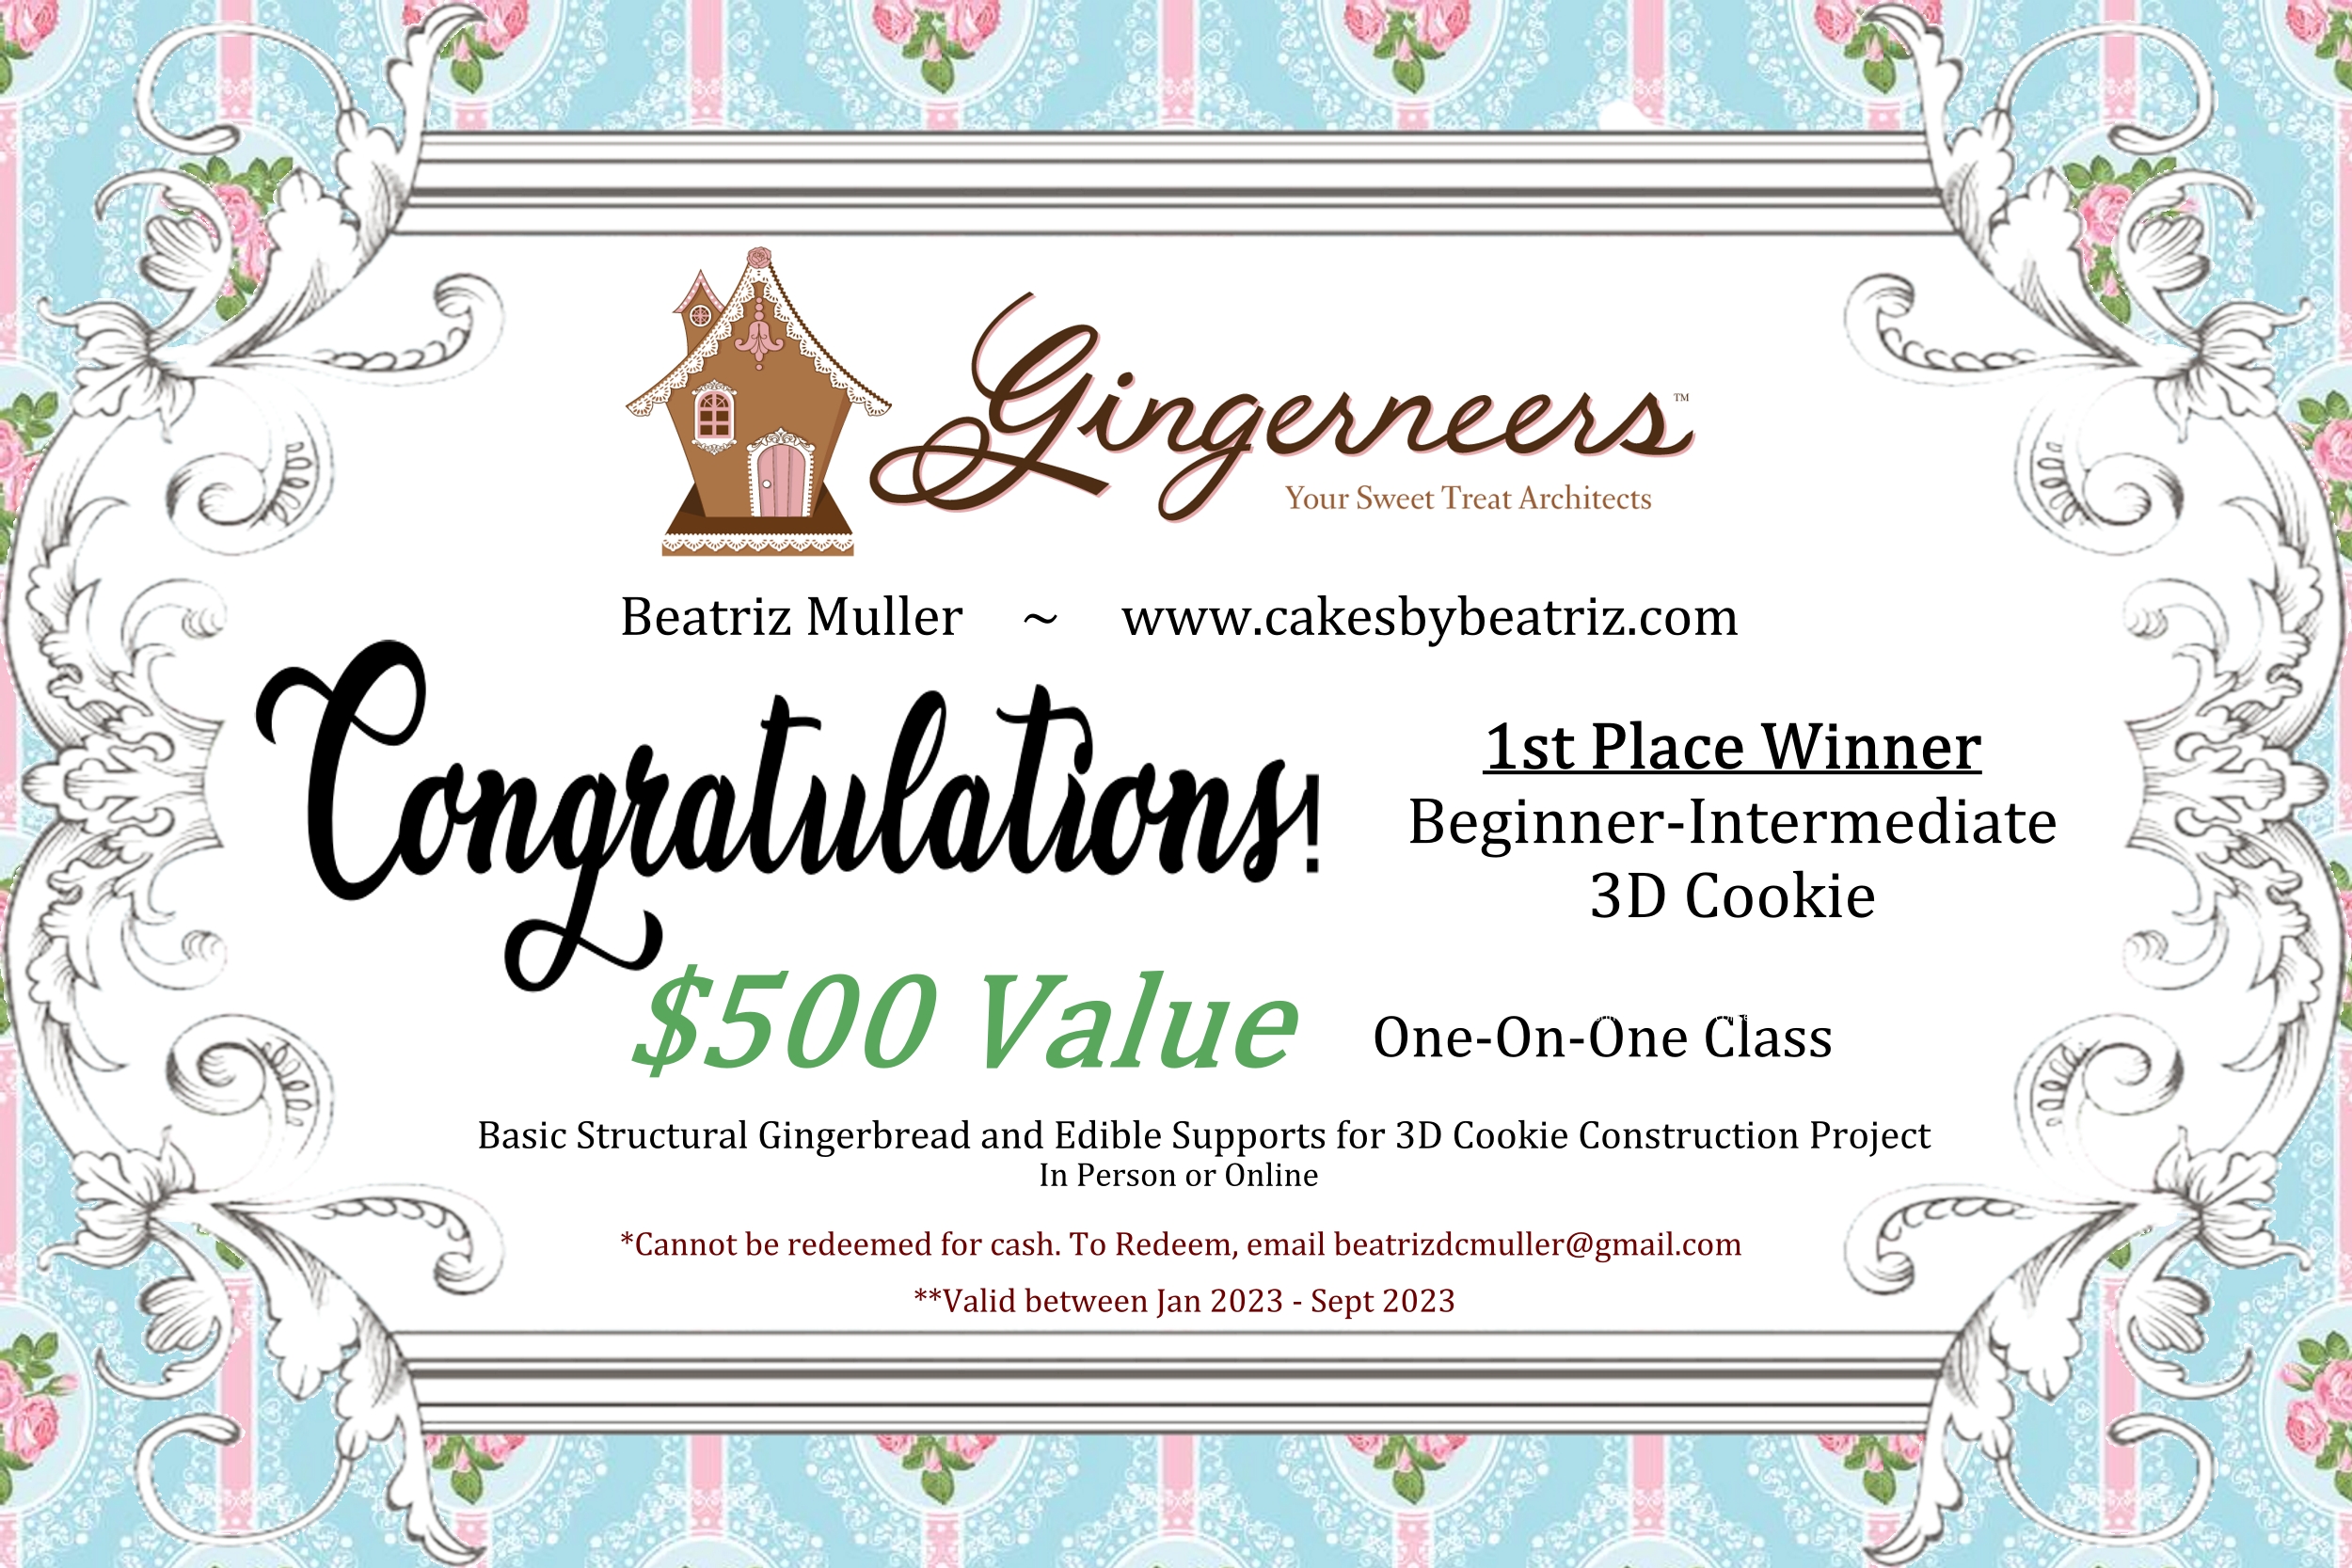 Gingerneers™
Your Sweet Treat Architects
Beatriz Muller ~ www.cakesbybeatriz.com
Congratulations!
1st Place Winner
Beginner-Intermediate
3D Cookie
$500 Value
One-On-One Class
Basic Structural Gingerbread and Edible Supports for 3D Cookie Construction Project
In Person or Online
*Cannot be redeemed for cash. To Redeem, email beatrizdcmuller@gmail.com
**Valid between Jan 2023 - Sept 2023